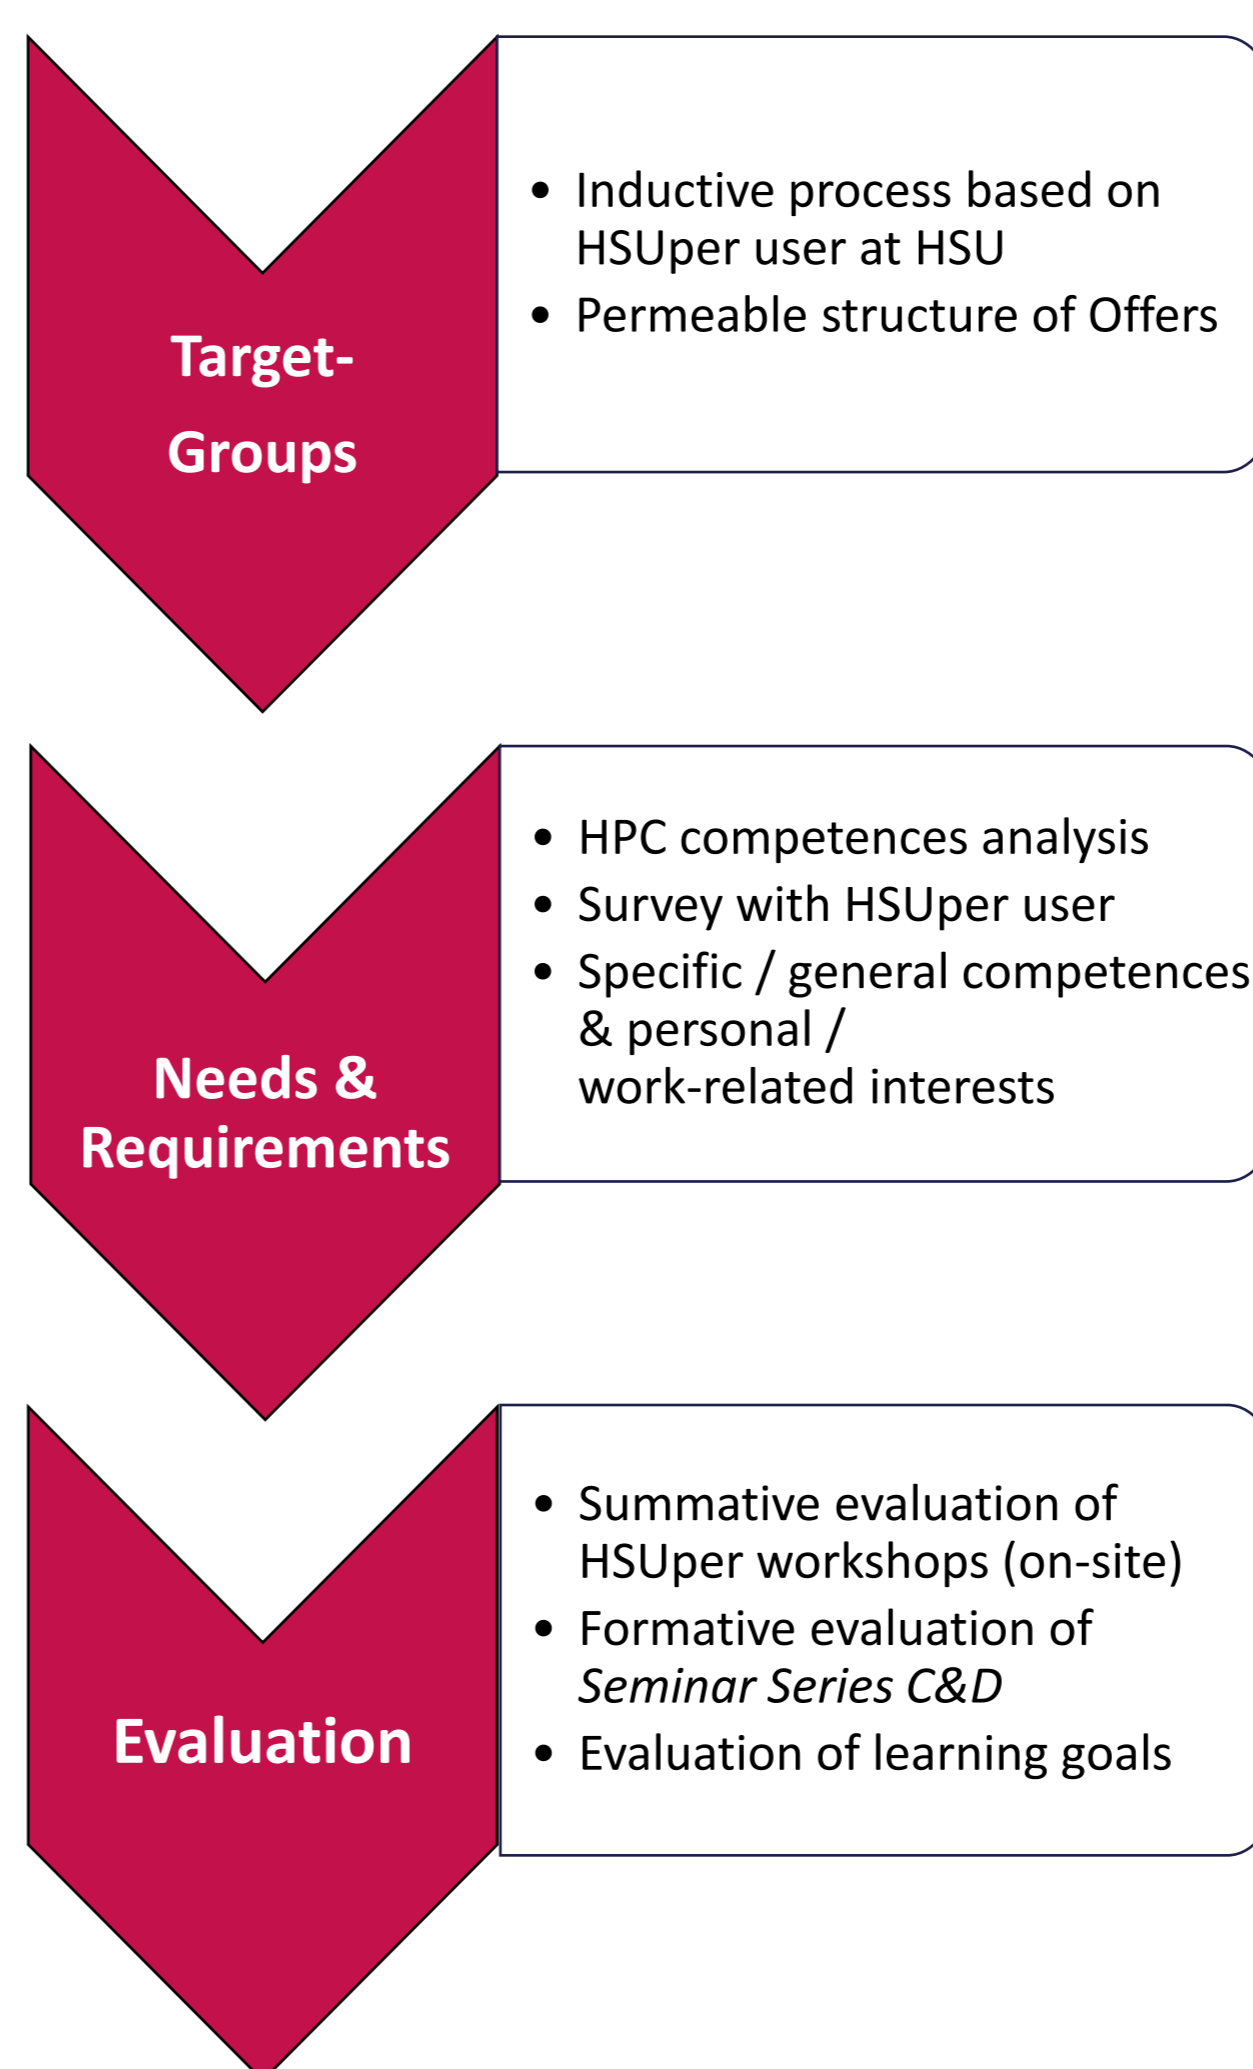 Target-
Groups
• Inductive process based on
HSUper user at HSU
• Permeable structure of Offers
Needs &
Requirements
• HPC competences analysis
• Survey with HSUper user
• Specific / general competences
& personal /
work-related interests
Evaluation
• Summative evaluation of
HSUper workshops (on-site)
• Formative evaluation of
Seminar Series C&D
• Evaluation of learning goals